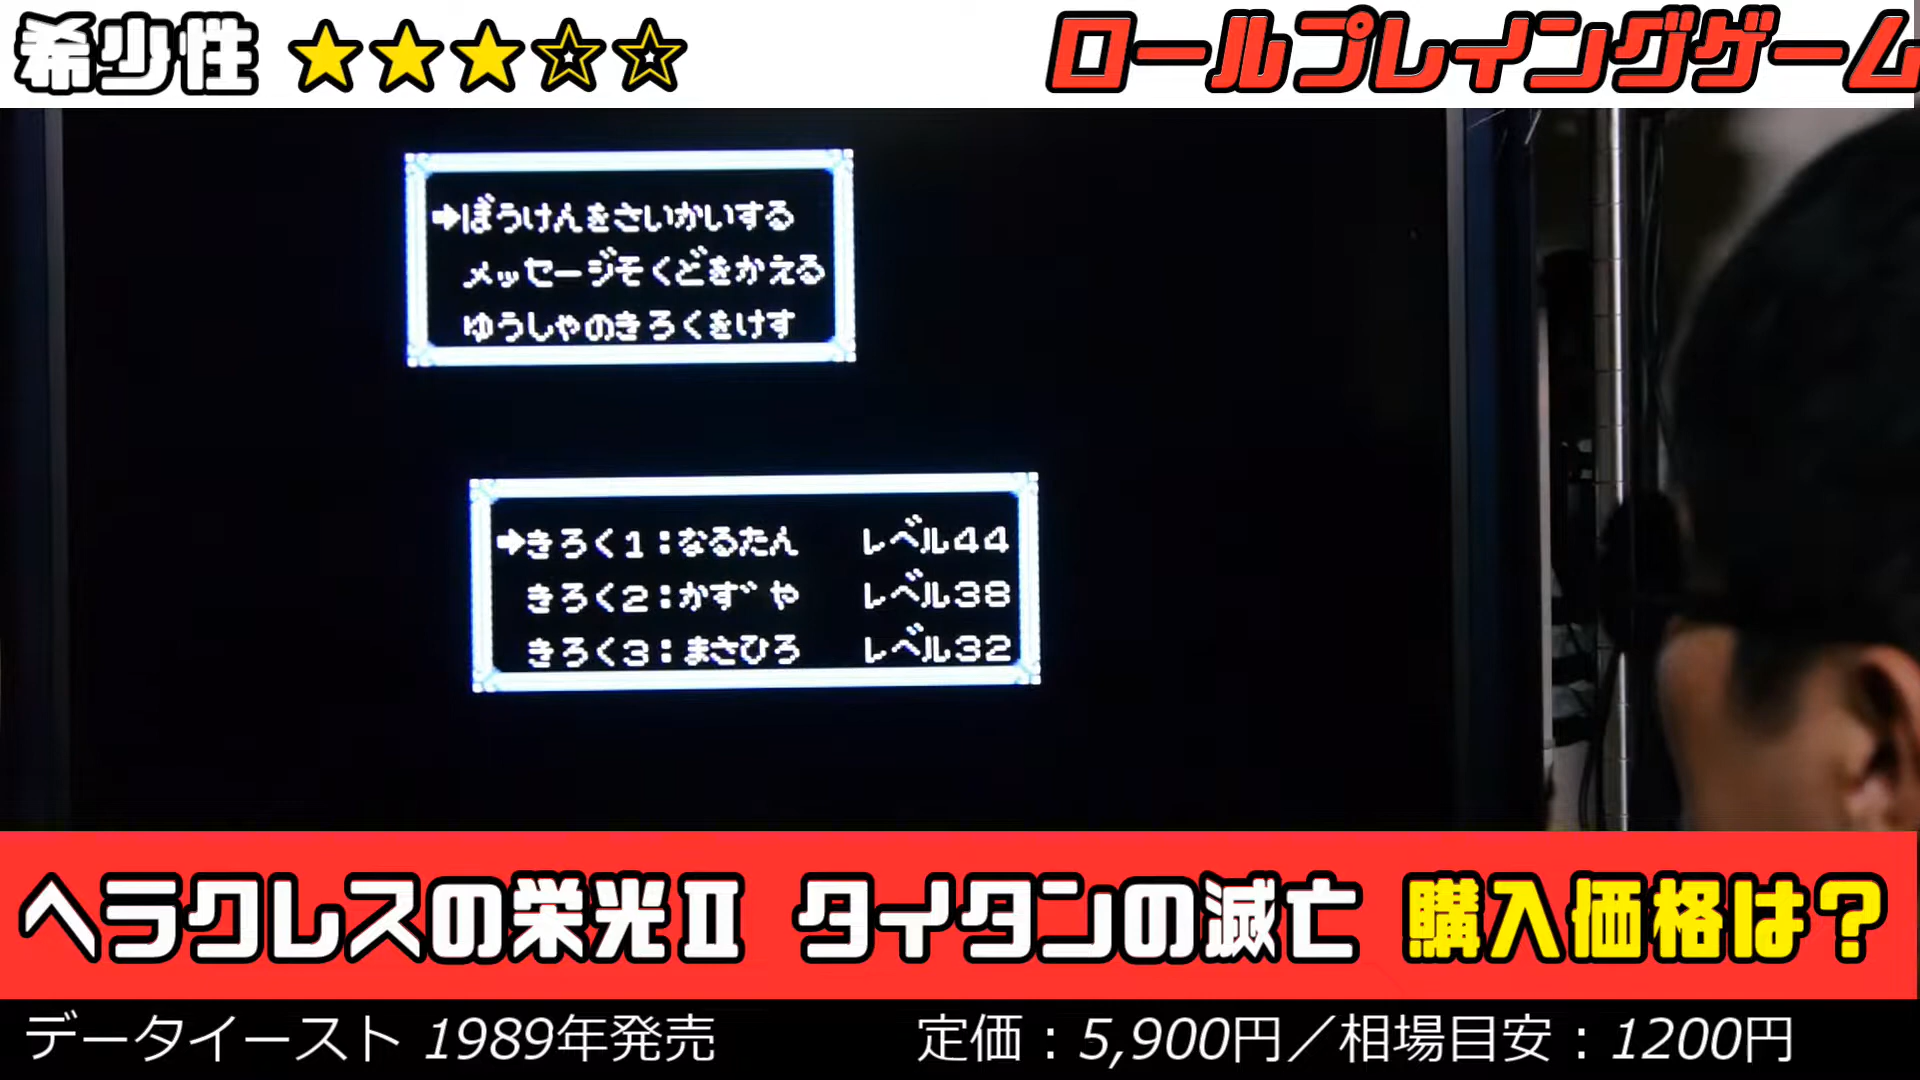 希少性 ★★★☆☆
ロールプレイングゲーム
➡ぼうけんをさいかいする
メッセージそくどをかえる
ゆうしゃのきろくをけす
➡きろく1：なるたん　レベル44
きろく2：かず゛や　レベル38
きろく3：まさひろ　レベル32
ヘラクレスの栄光Ⅱ タイタンの滅亡 購入価格は？
データイースト 1989年発売
定価：5,900円／相場目安：1200円